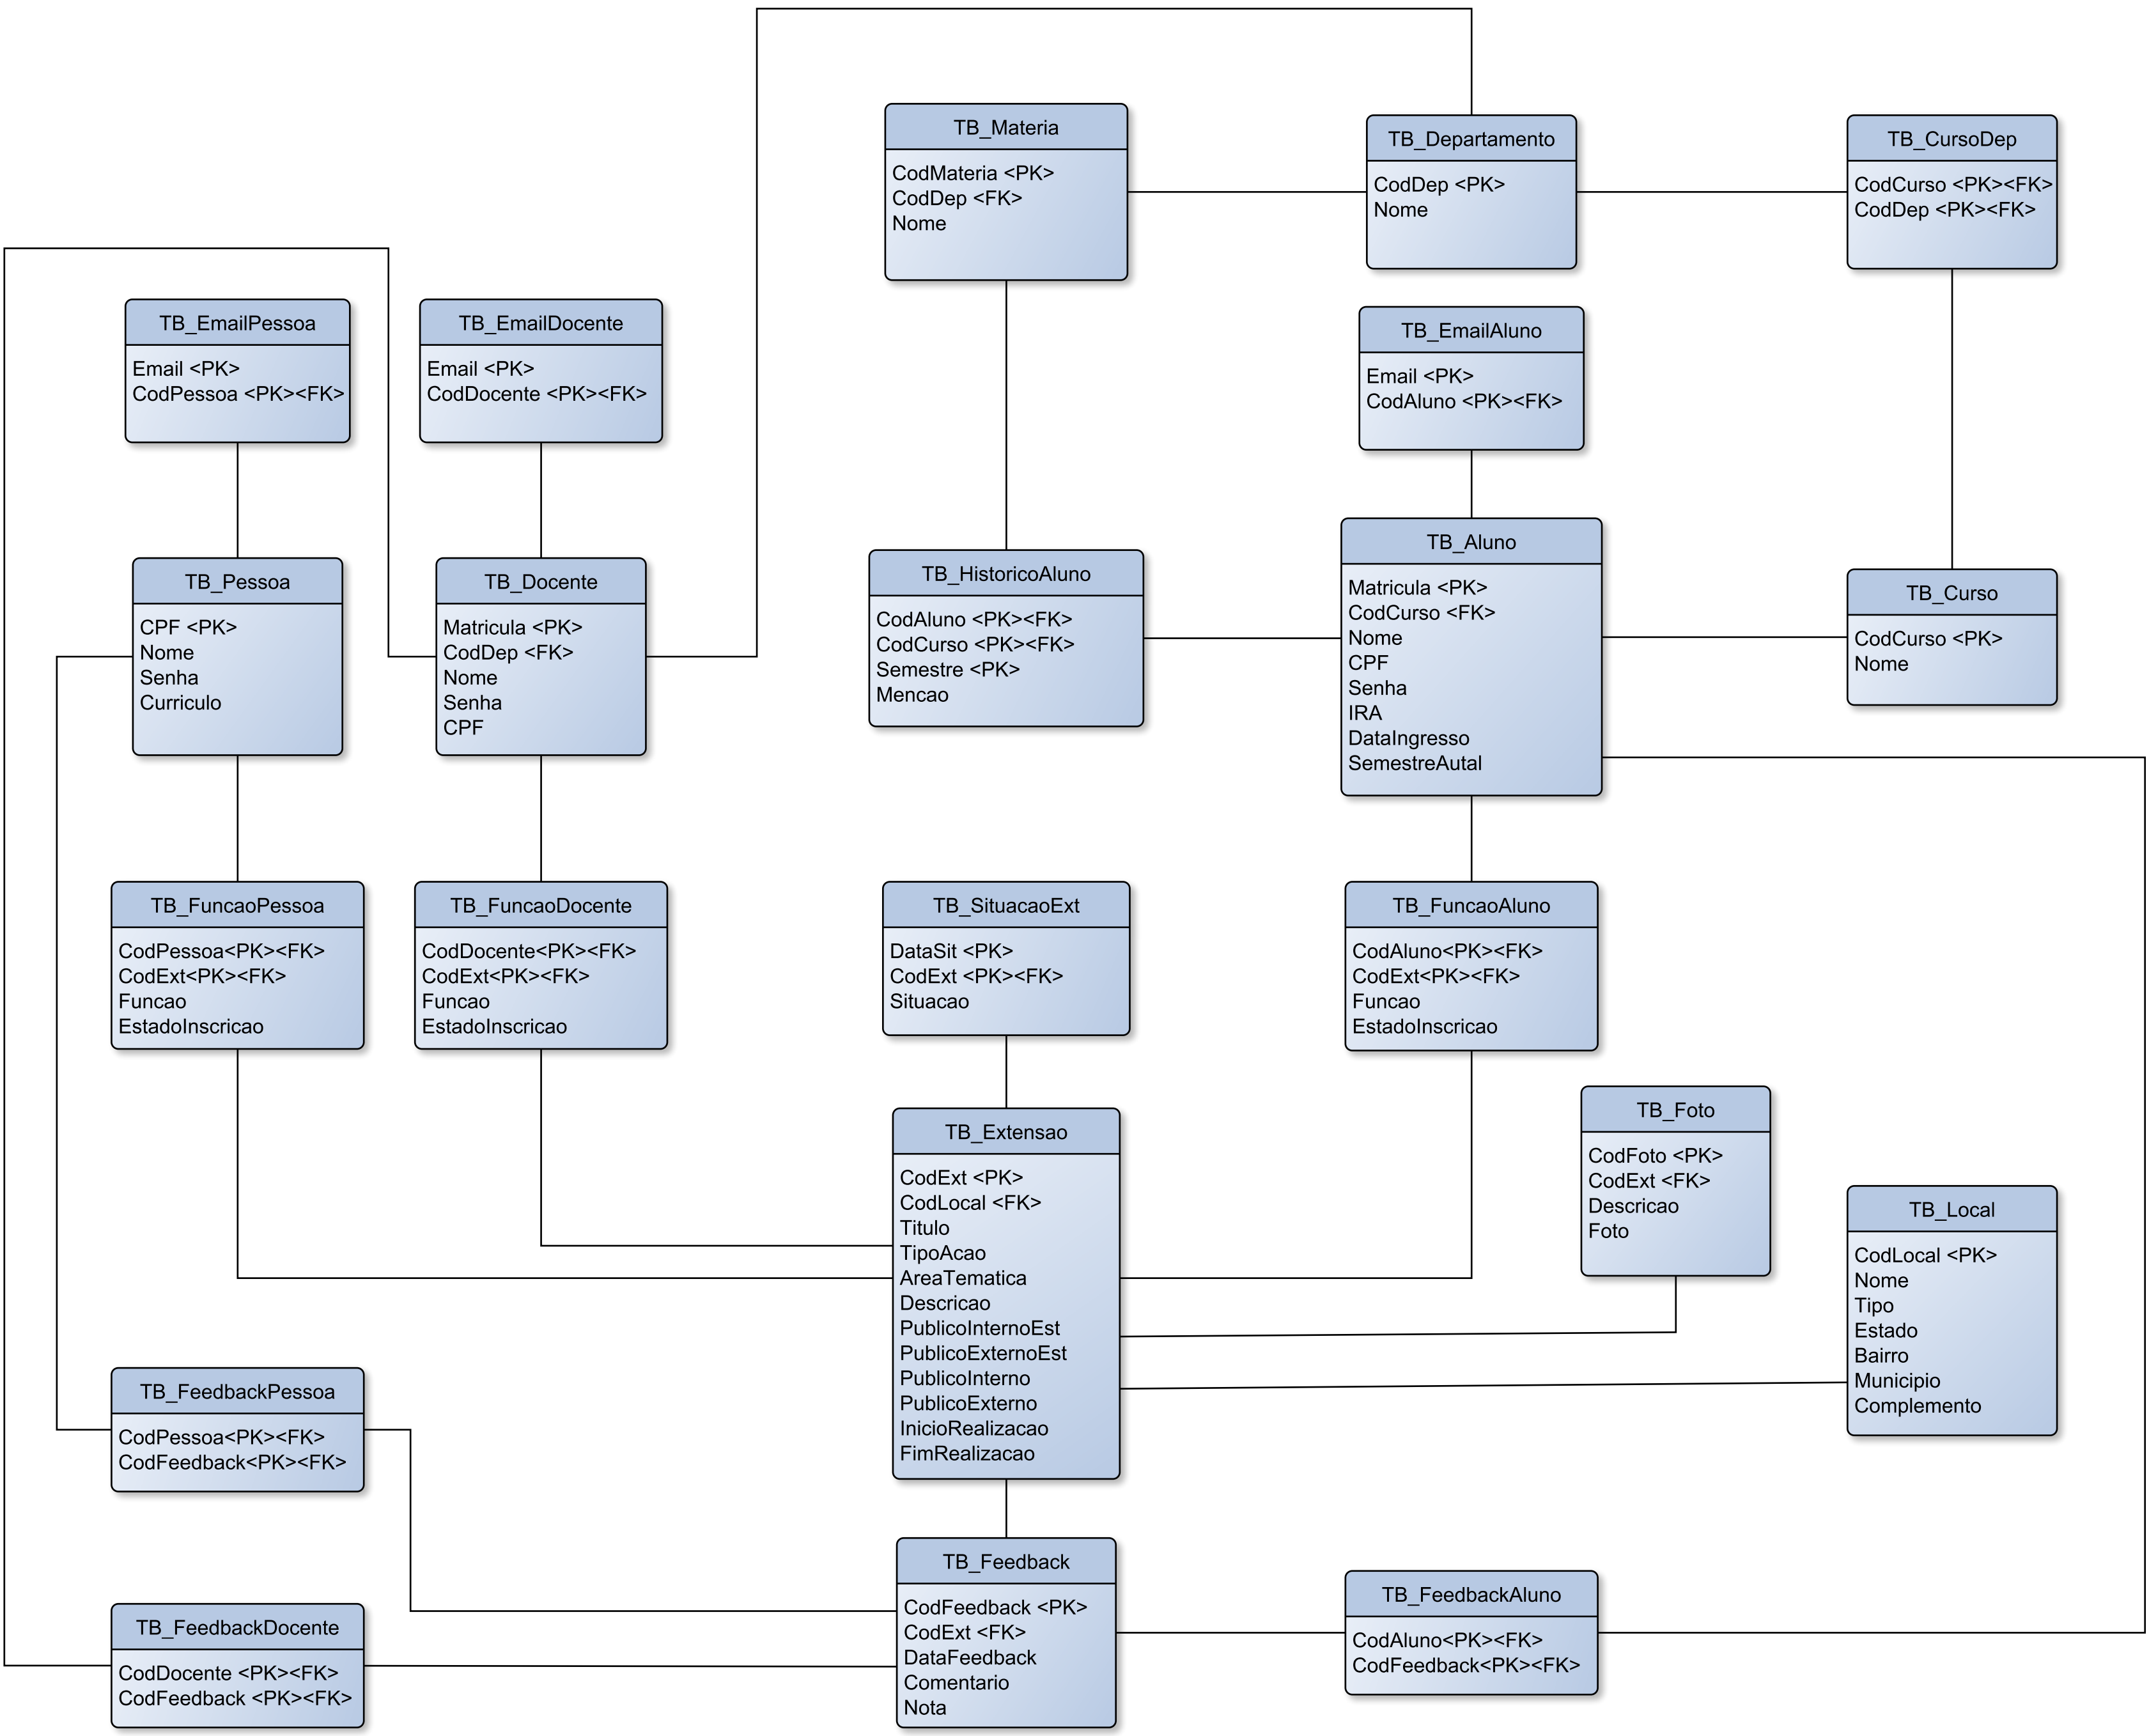 TB_Materia
CodMateria <PK>
CodDep <FK>
Nome
TB_Departamento
CodDep <PK>
Nome
TB_CursoDep
CodCurso <PK><FK>
CodDep <PK><FK>
TB_EmailPessoa
Email <PK>
CodPessoa <PK><FK>
TB_EmailDocente
Email <PK>
CodDocente <PK><FK>
TB_EmailAluno
Email <PK>
CodAluno <PK><FK>
TB_Pessoa
CPF <PK>
Nome
Senha
Curriculo
TB_Docente
Matricula <PK>
CodDep <FK>
Nome
Senha
CPF
TB_HistoricoAluno
CodAluno <PK><FK>
CodCurso <PK><FK>
Semestre <PK>
Mencao
TB_Aluno
Matricula <PK>
CodCurso <FK>
Nome
CPF
Senha
IRA
DataIngresso
SemestreAutal
TB_Curso
CodCurso <PK>
Nome
TB_FuncaoPessoa
CodPessoa<PK><FK>
CodExt<PK><FK>
Funcao
EstadoInscricao
TB_FuncaoDocente
CodDocente<PK><FK>
CodExt<PK><FK>
Funcao
EstadoInscricao
TB_SituacaoExt
DataSit <PK>
CodExt <PK><FK>
Situacao
TB_FuncaoAluno
CodAluno<PK><FK>
CodExt<PK><FK>
Funcao
EstadoInscricao
TB_Extensao
CodExt <PK>
CodLocal <FK>
Titulo
TipoAcao
AreaTematica
Descricao
PublicoInternoEst
PublicoExternoEst
PublicoInterno
PublicoExterno
InicioRealizacao
FimRealizacao
TB_Foto
CodFoto <PK>
CodExt <FK>
Descricao
Foto
TB_Local
CodLocal <PK>
Nome
Tipo
Estado
Bairro
Municipio
Complemento
TB_FeedbackPessoa
CodPessoa<PK><FK>
CodFeedback<PK><FK>
TB_FeedbackDocente
CodDocente <PK><FK>
CodFeedback <PK><FK>
TB_Feedback
CodFeedback <PK>
CodExt <FK>
DataFeedback
Comentario
Nota
TB_FeedbackAluno
CodAluno<PK><FK>
CodFeedback<PK><FK>